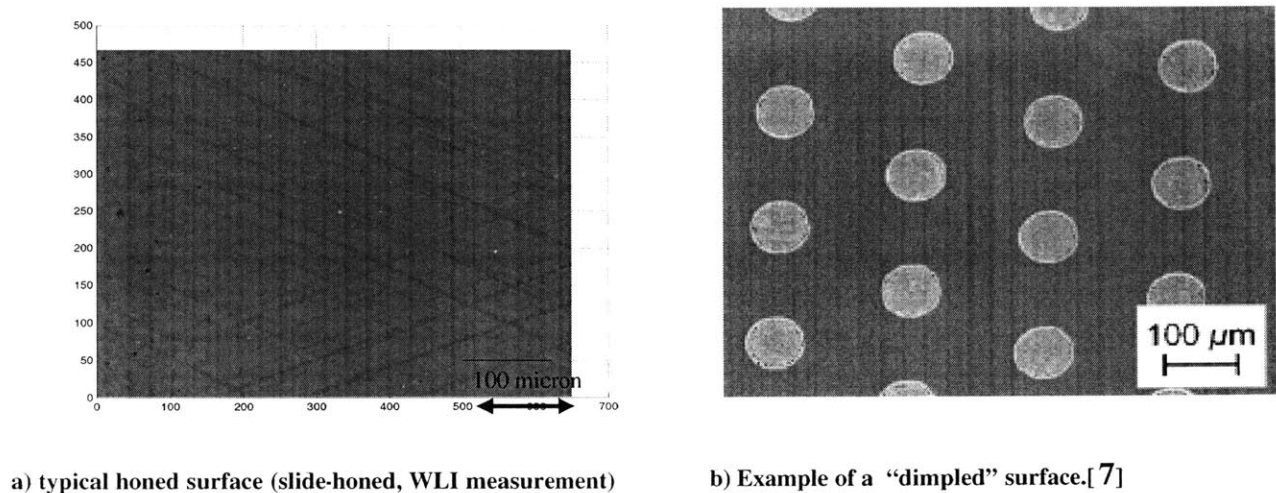 500
450
400
350
300
250
200
150
100
50
0
100 micron
0 100 200 300 400 500 600 700
100 µm
a) typical honed surface (slide-honed, WLI measurement)
b) Example of a "dimpled" surface.[7]